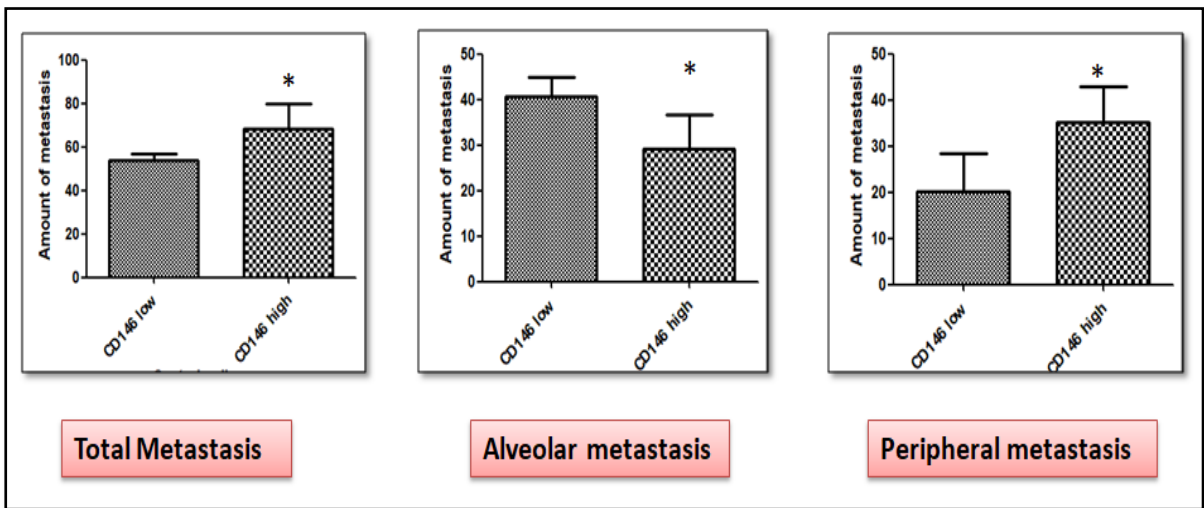 Amount of metastasis
100
80
60
40
20
0
*
CD146 low
CD146 high
Total Metastasis
Amount of metastasis
50
40
30
20
10
0
*
CD146 low
CD146 high
Alveolar metastasis
Amount of metastasis
50
40
30
20
10
0
*
CD146 low
CD146 high
Peripheral metastasis